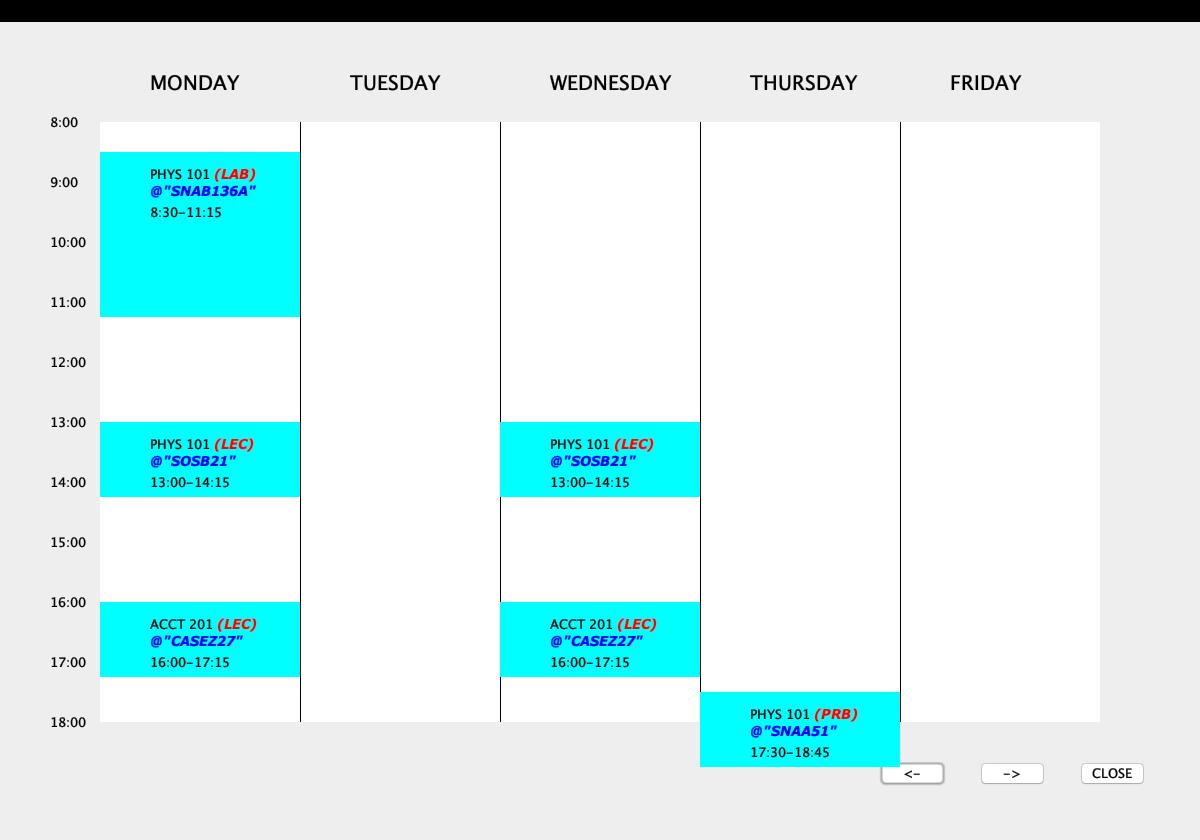 MONDAY TUESDAY WEDNESDAY THURSDAY FRIDAY
8:00
PHYS 101 (LAB)
@"SNAB136A"
8:30-11:15
9:00
10:00
11:00
12:00
13:00
PHYS 101 (LEC)
@"SOSB21"
13:00-14:15
PHYS 101 (LEC)
@"SOSB21"
13:00-14:15
14:00
15:00
16:00
ACCT 201 (LEC)
@"CASEZ27"
16:00-17:15
ACCT 201 (LEC)
@"CASEZ27"
16:00-17:15
17:00
18:00
PHYS 101 (PRB)
@"SNAA51"
17:30-18:45
<- -> CLOSE